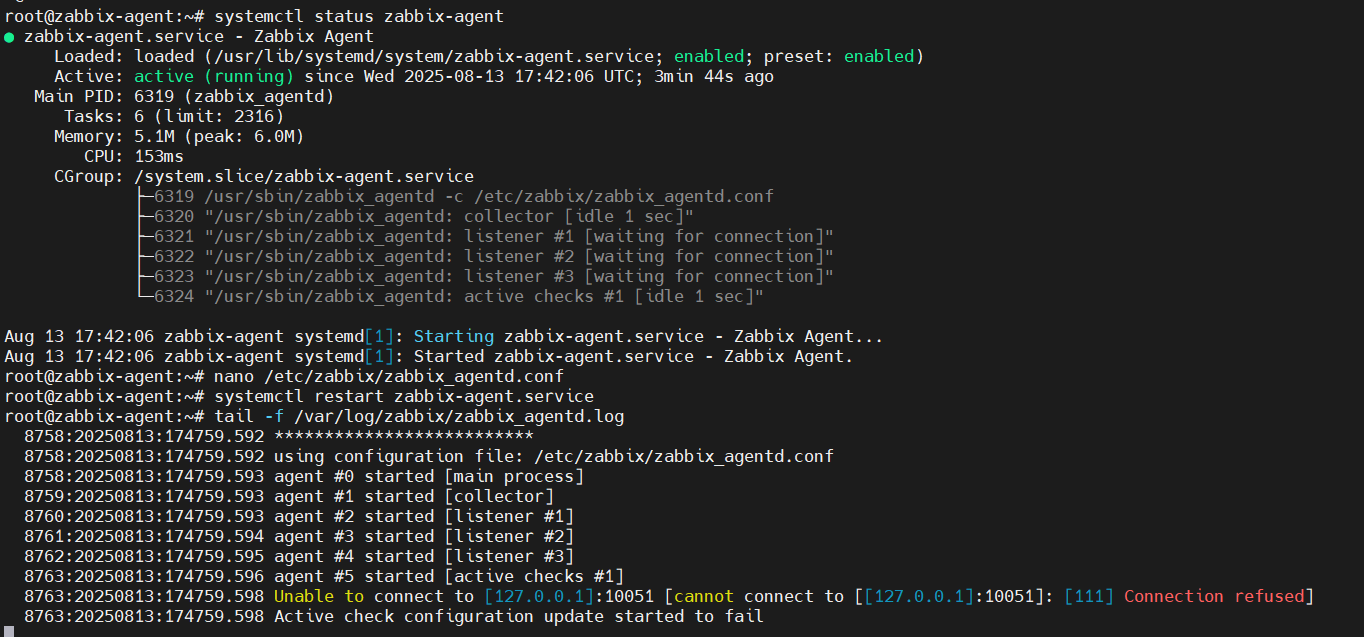 root@zabbix-agent:~# systemctl status zabbix-agent
● zabbix-agent.service - Zabbix Agent
     Loaded: loaded (/usr/lib/systemd/system/zabbix-agent.service; enabled; preset: enabled)
     Active: active (running) since Wed 2025-08-13 17:42:06 UTC; 3min 44s ago
   Main PID: 6319 (zabbix_agentd)
      Tasks: 6 (limit: 2316)
     Memory: 5.1M (peak: 6.0M)
        CPU: 153ms
     CGroup: /system.slice/zabbix-agent.service
             ├─6319 /usr/sbin/zabbix_agentd -c /etc/zabbix/zabbix_agentd.conf
             ├─6320 "/usr/sbin/zabbix_agentd: collector [idle 1 sec]"
             ├─6321 "/usr/sbin/zabbix_agentd: listener #1 [waiting for connection]"
             ├─6322 "/usr/sbin/zabbix_agentd: listener #2 [waiting for connection]"
             ├─6323 "/usr/sbin/zabbix_agentd: listener #3 [waiting for connection]"
             └─6324 "/usr/sbin/zabbix_agentd: active checks #1 [idle 1 sec]"

Aug 13 17:42:06 zabbix-agent systemd[1]: Starting zabbix-agent.service - Zabbix Agent...
Aug 13 17:42:06 zabbix-agent systemd[1]: Started zabbix-agent.service - Zabbix Agent.
root@zabbix-agent:~# nano /etc/zabbix/zabbix_agentd.conf
root@zabbix-agent:~# systemctl restart zabbix-agent.service
root@zabbix-agent:~# tail -f /var/log/zabbix/zabbix_agentd.log
  8758:20250813:174759.592 **************************
  8758:20250813:174759.592 using configuration file: /etc/zabbix/zabbix_agentd.conf
  8758:20250813:174759.593 agent #0 started [main process]
  8759:20250813:174759.593 agent #1 started [collector]
  8760:20250813:174759.593 agent #2 started [listener #1]
  8761:20250813:174759.594 agent #3 started [listener #2]
  8762:20250813:174759.595 agent #4 started [listener #3]
  8763:20250813:174759.596 agent #5 started [active checks #1]
  8763:20250813:174759.598 Unable to connect to [127.0.0.1]:10051 [cannot connect to [[127.0.0.1]:10051]: [111] Connection refused]
  8763:20250813:174759.598 Active check configuration update started to fail